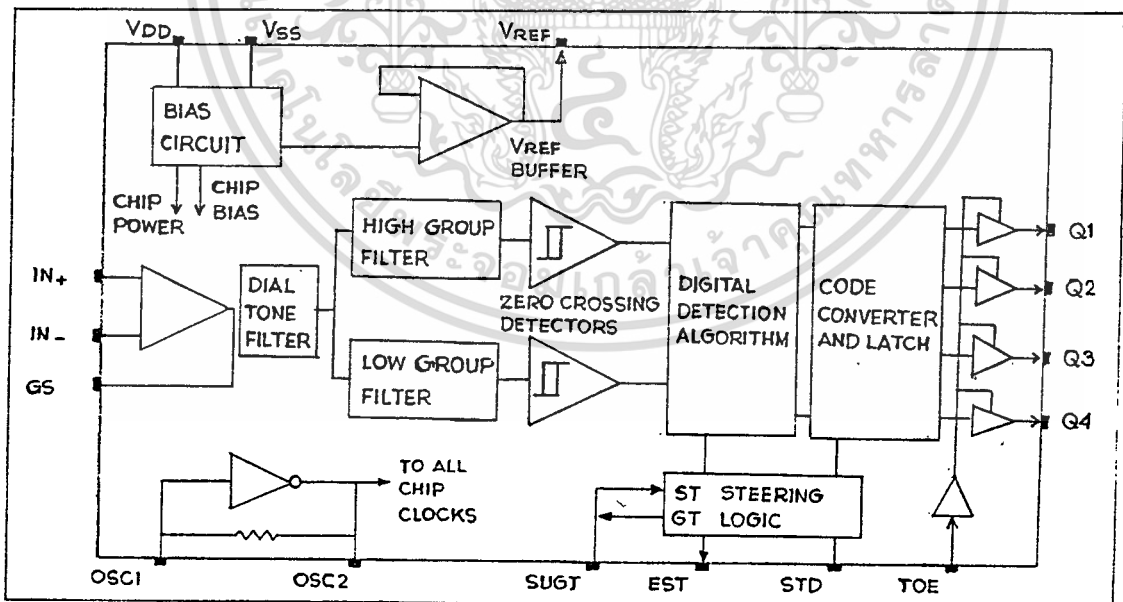 VDD
VSS
VREF
BIAS
CIRCUIT
VREF
BUFFER
CHIP
POWER
CHIP
BIAS
HIGH GROUP
FILTER
Q1
IN+
DIAL
TONE
FILTER
ZERO CROSSING
DETECTORS
DIGITAL
DETECTION
ALGORITHM
CODE
CONVERTER
AND LATCH
Q2
IN-
LOW GROUP
FILTER
Q3
GS
Q4
TO ALL
CHIP
CLOCKS
ST STEERING
GT LOGIC
OSC1
OSC2
SUGJ
EST
STD
TOE